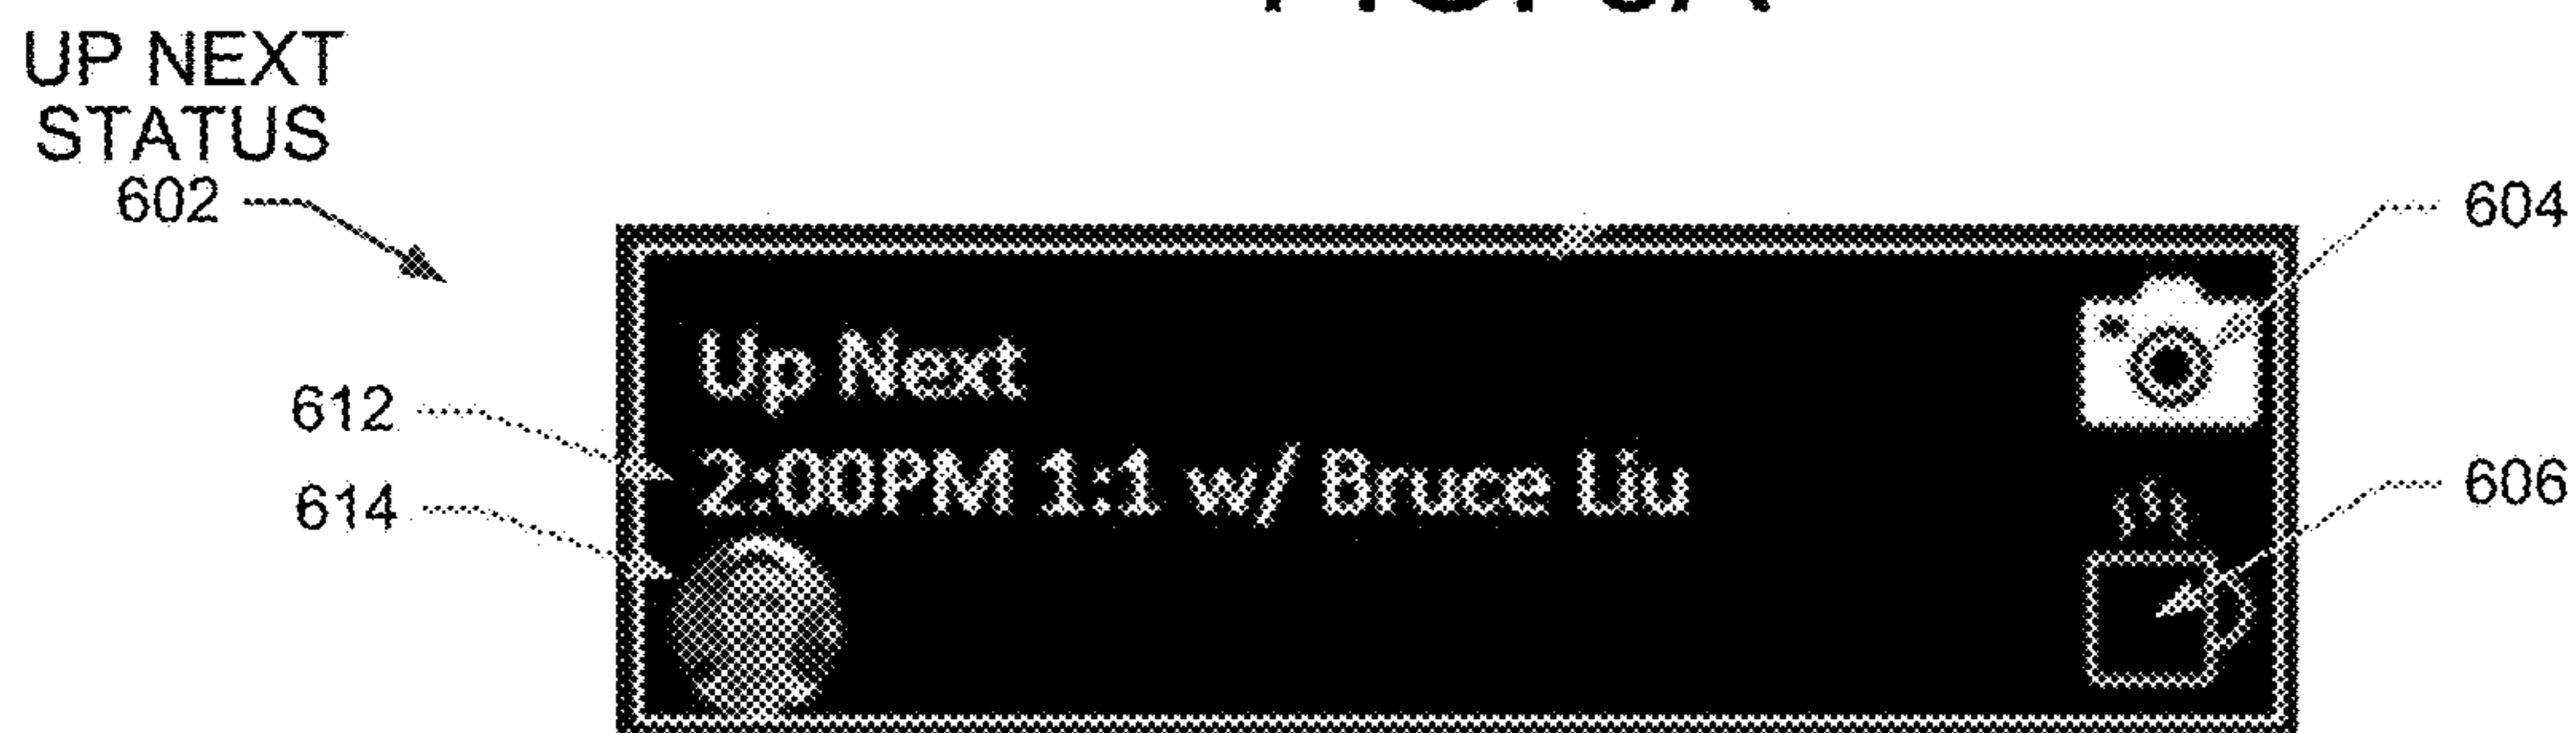 UP NEXT
STATUS
602
604
Up Next
612
2:00PM 1:1 w/ Bruce Liu
606
614